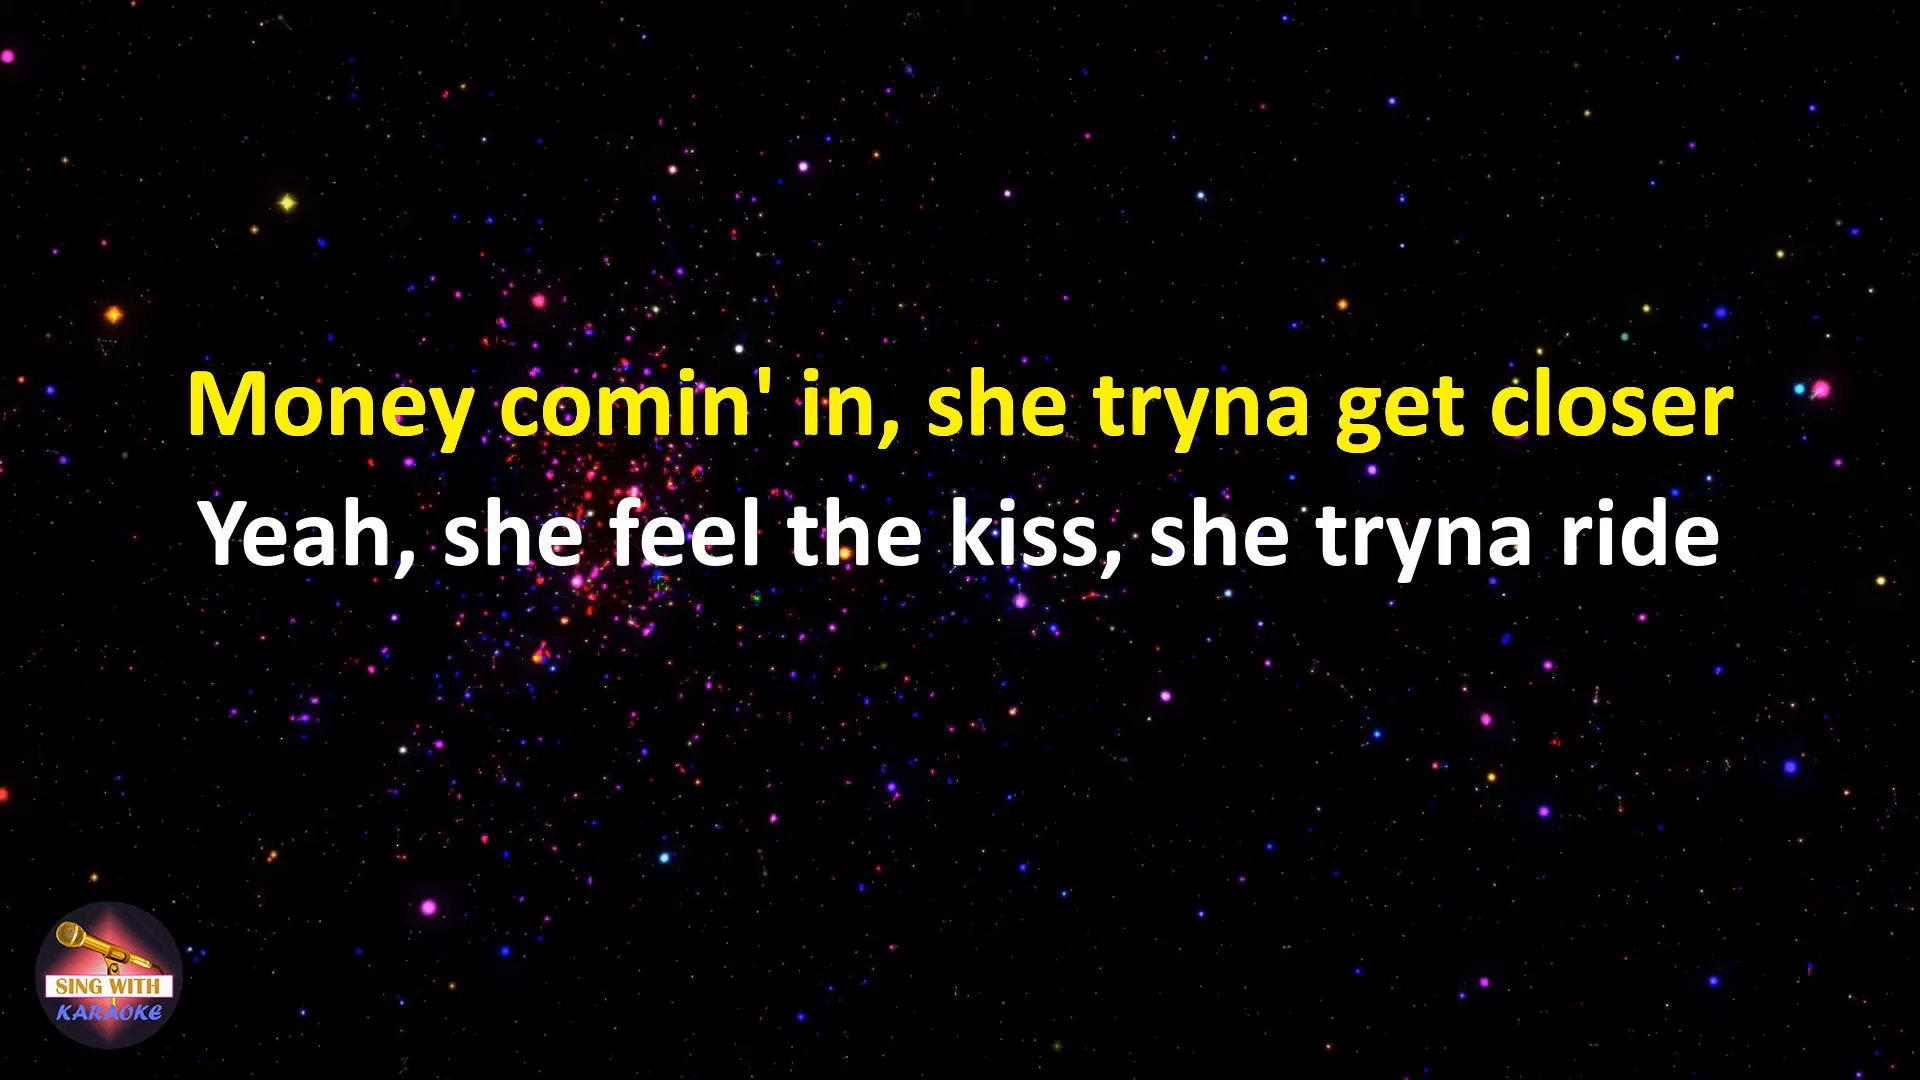 Money comin' in, she tryna get closer
Yeah, she feel the kiss, she tryna ride
SING WITH
KARAOKE